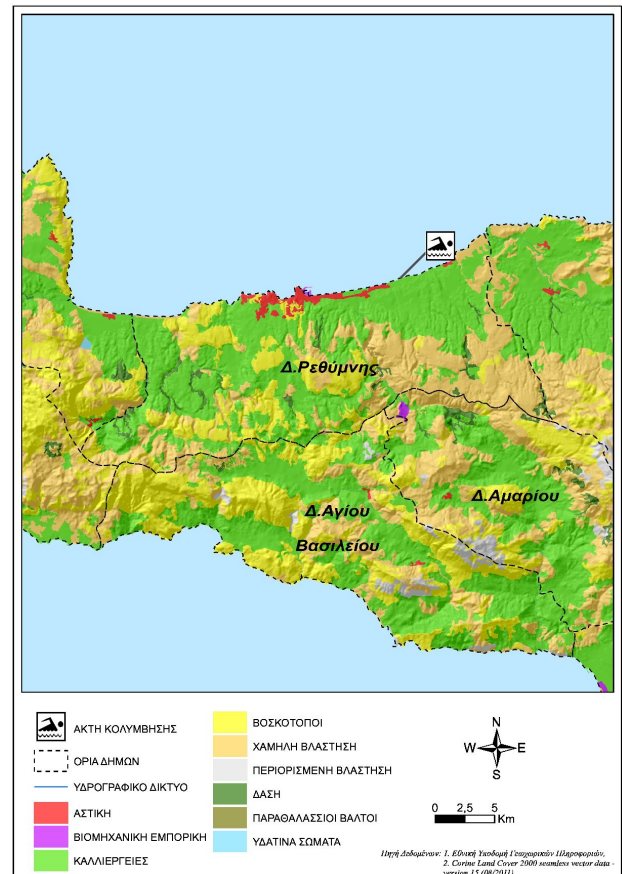 Δ.Ρεθύμνης
Δ.Αμαρίου
Δ.Αγίου
Βασιλείου
ΑΚΤΗ ΚΟΛΥΜΒΗΣΗΣ
ΟΡΙΑ ΔΗΜΩΝ
ΥΔΡΟΓΡΑΦΙΚΟ ΔΙΚΤΥΟ
ΑΣΤΙΚΗ
ΒΙΟΜΗΧΑΝΙΚΗ ΕΜΠΟΡΙΚΗ
ΚΑΛΛΙΕΡΓΕΙΕΣ
ΒΟΣΚΟΤΟΠΟΙ
ΧΑΜΗΛΗ ΒΛΑΣΤΗΣΗ
ΠΕΡΙΟΡΙΣΜΕΝΗ ΒΛΑΣΤΗΣΗ
ΔΑΣΗ
ΠΑΡΑΘΑΛΑΣΣΙΟΙ ΒΑΛΤΟΙ
ΥΔΑΤΙΝΑ ΣΩΜΑΤΑ
N
W E
S
0 2,5 5
Km
Πηγή Δεδομένων: 1. Εθνική Υποδομή Γεωχωρικών Πληροφοριών,
2. Corine Land Cover 2000 seamless vector data -
version 15 (08/2011)